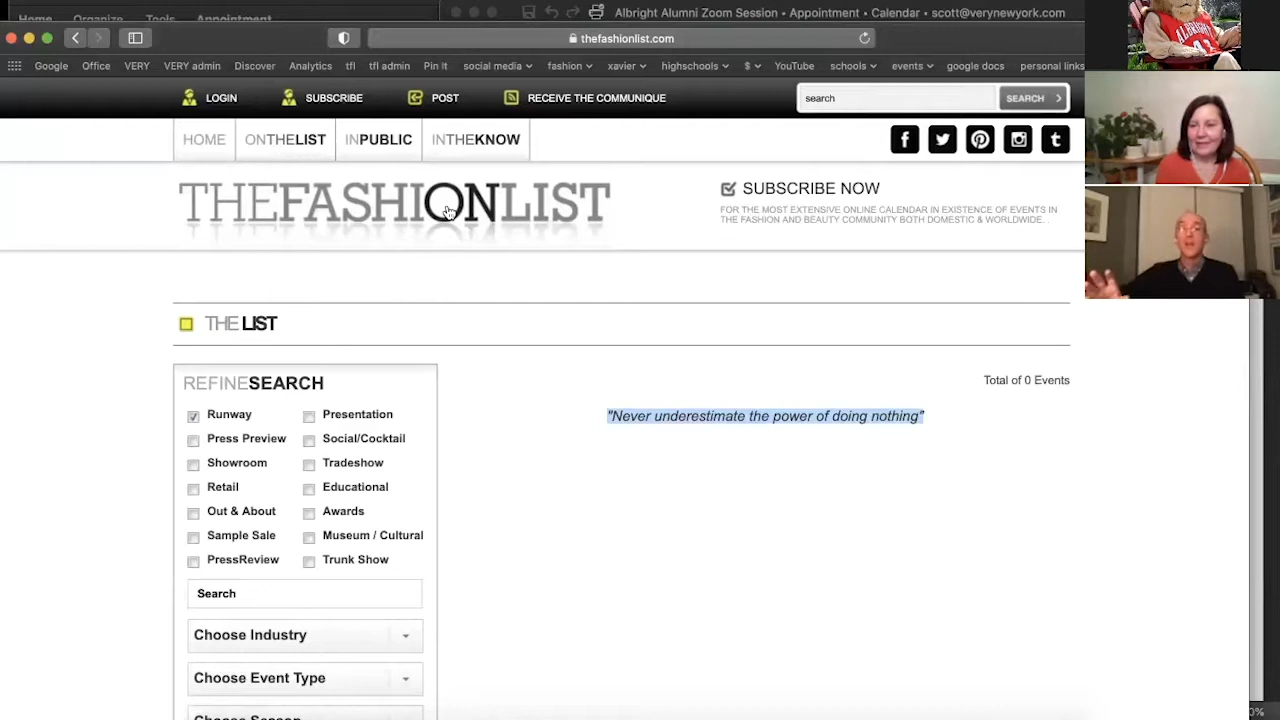 Home Organize Tools Appointment
Albright Alumni Zoom Session • Appointment • Calendar • scott@verynewyork.com
thefashionlist.com
Google Office VERY VERY admin Discover Analytics tfl tfl admin Pin It social media fashion xavier highschools $ YouTube schools events google docs personal links
LOGIN SUBSCRIBE POST RECEIVE THE COMMUNIQUE search SEARCH
HOME ONTHELIST INPUBLIC INTHEKNOW
THEFASHIONLIST
SUBSCRIBE NOW
FOR THE MOST EXTENSIVE ONLINE CALENDAR IN EXISTENCE OF EVENTS IN
THE FASHION AND BEAUTY COMMUNITY BOTH DOMESTIC & WORLDWIDE. .
THE LIST
REFINESEARCH
Total of 0 Events
"Never underestimate the power of doing nothing"
Runway Presentation
Press Preview Social/Cocktail
Showroom Tradeshow
Retail Educational
Out & About Awards
Sample Sale Museum / Cultural
PressReview Trunk Show
Search
Choose Industry
Choose Event Type
Choose Season
ALBRIGHT
0%